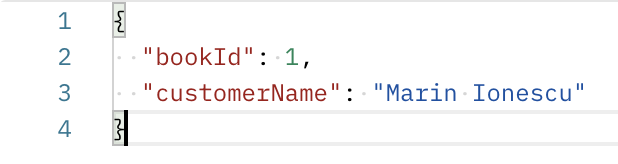 1 {
2   "bookId": 1,
3   "customerName": "Marin Ionescu"
4 }